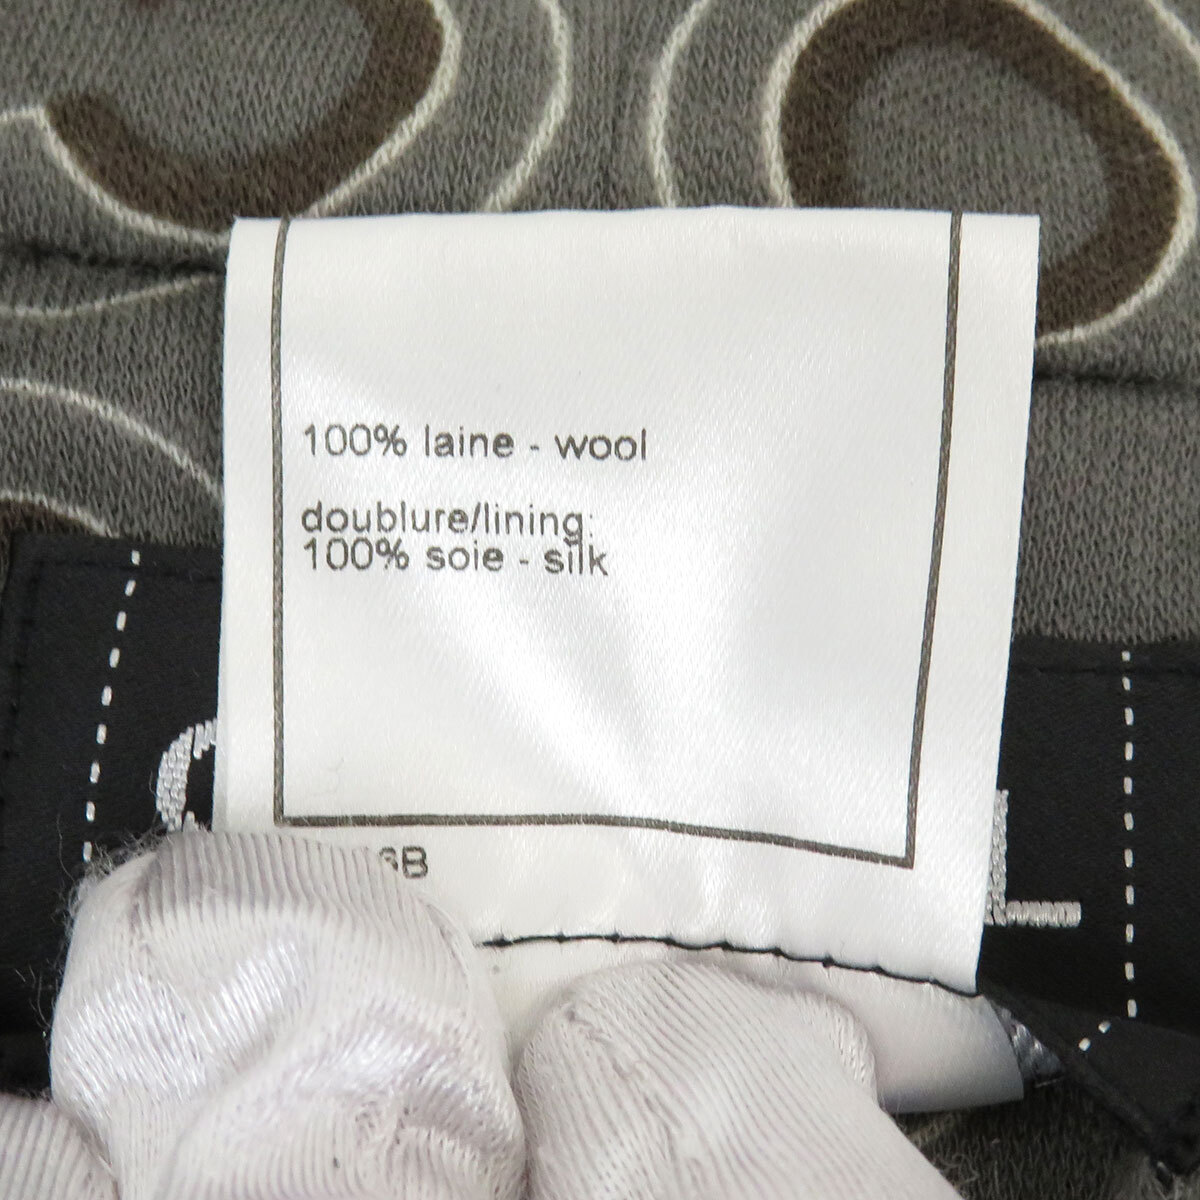 100% laine - wool
doublure/lining:
100% soie - silk